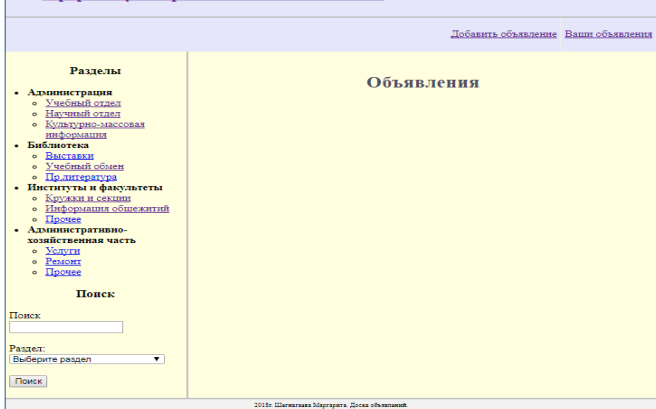 Добавить объявление Ваши объявления
Разделы
Объявления
Администрация
Учебный отдел
Научный отдел
Культурно-массовая
информация
Библиотека
Выставки
Учебный обмен
Пр.литература
Институты и факультеты
Кружки и секции
Информация общежитий
Прочее
Административно-
хозяйственная часть
Услуги
Ремонт
Прочее
Поиск
Поиск
Раздел:
Выберите раздел
Поиск
2018г. Маргарита. Доска объявлений.